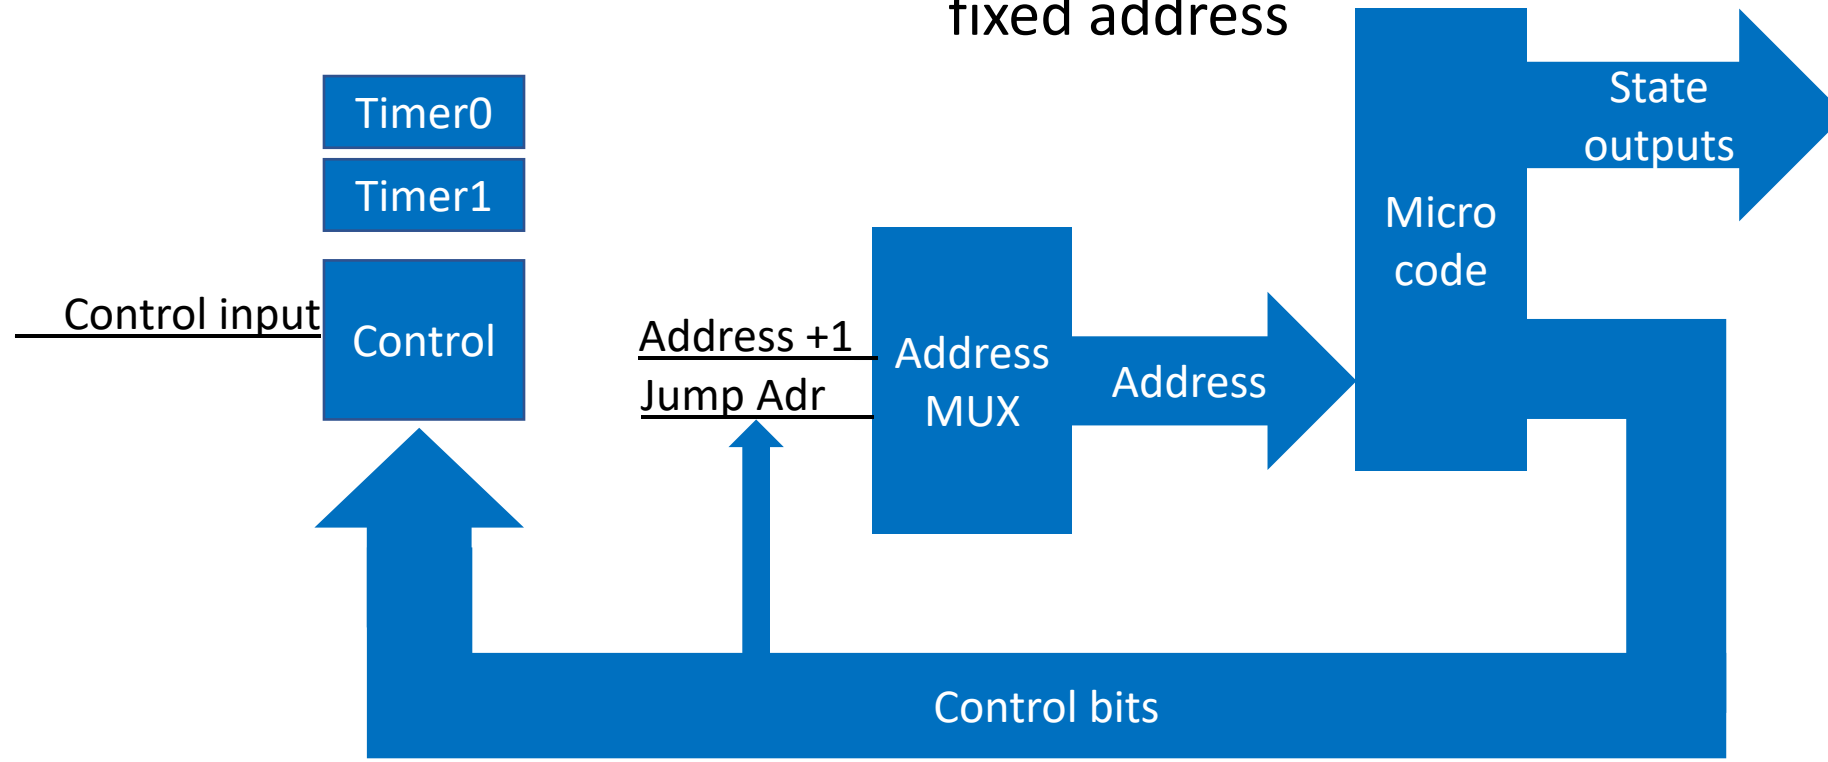 fixed address
Timer0
Timer1
Control input
Control
Address +1
Jump Adr
Address
MUX
Address
Micro
code
State
outputs
Control bits